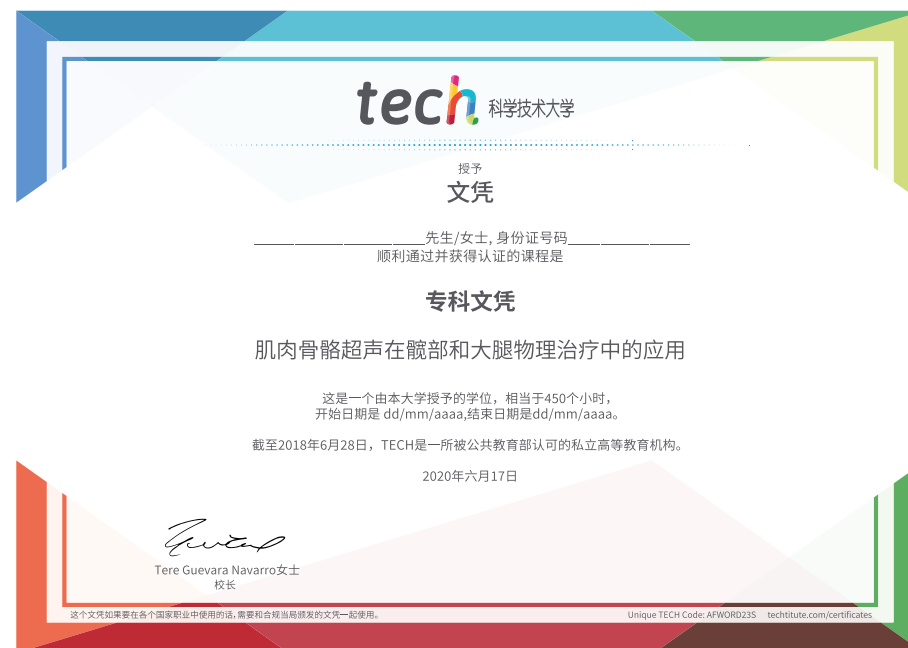 tech 科学技术大学
授予
文凭
先生/女士, 身份证号码
顺利通过并获得认证的课程是
专科文凭
肌肉骨骼超声在髋部和大腿物理治疗中的应用
这是一个由本大学授予的学位，相当于450个小时，
开始日期是 dd/mm/aaaa,结束日期是dd/mm/aaaa。
截至2018年6月28日，TECH是一所被公共教育部认可的私立高等教育机构。
2020年六月17日
Tere Guevara Navarro女士
校长
这个文凭如果要在各个国家职业中使用的话,需要和合规当局颁发的文凭一起使用。
Unique TECH Code: AFWORD23S techtitute.com/certificates